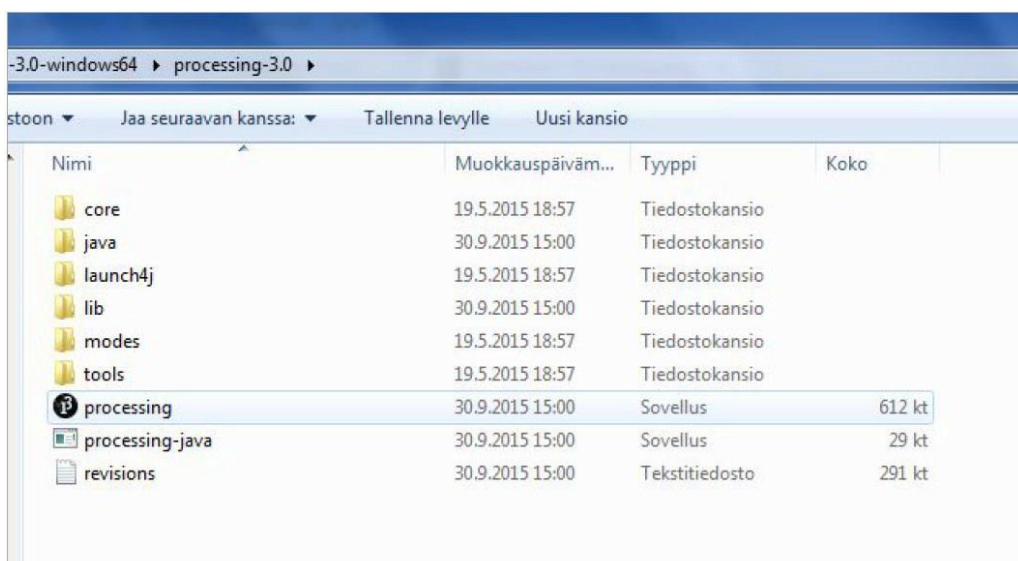 -3.0-windows64 ▸ processing-3.0 ▸
stoon ▾ Jaa seuraavan kanssa: ▾ Tallenna levylle Uusi kansio
Nimi Muokkauspäiväm... Tyyppi Koko
core 19.5.2015 18:57 Tiedostokansio
java 30.9.2015 15:00 Tiedostokansio
launch4j 19.5.2015 18:57 Tiedostokansio
lib 30.9.2015 15:00 Tiedostokansio
modes 19.5.2015 18:57 Tiedostokansio
tools 19.5.2015 18:57 Tiedostokansio
processing 30.9.2015 15:00 Sovellus 612 kt
processing-java 30.9.2015 15:00 Sovellus 29 kt
revisions 30.9.2015 15:00 Tekstitiedosto 291 kt